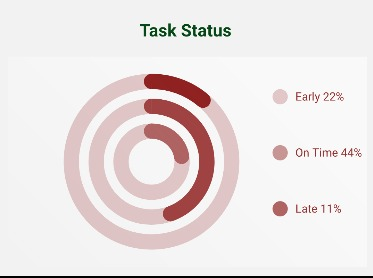 Task Status
Early 22%
On Time 44%
Late 11%